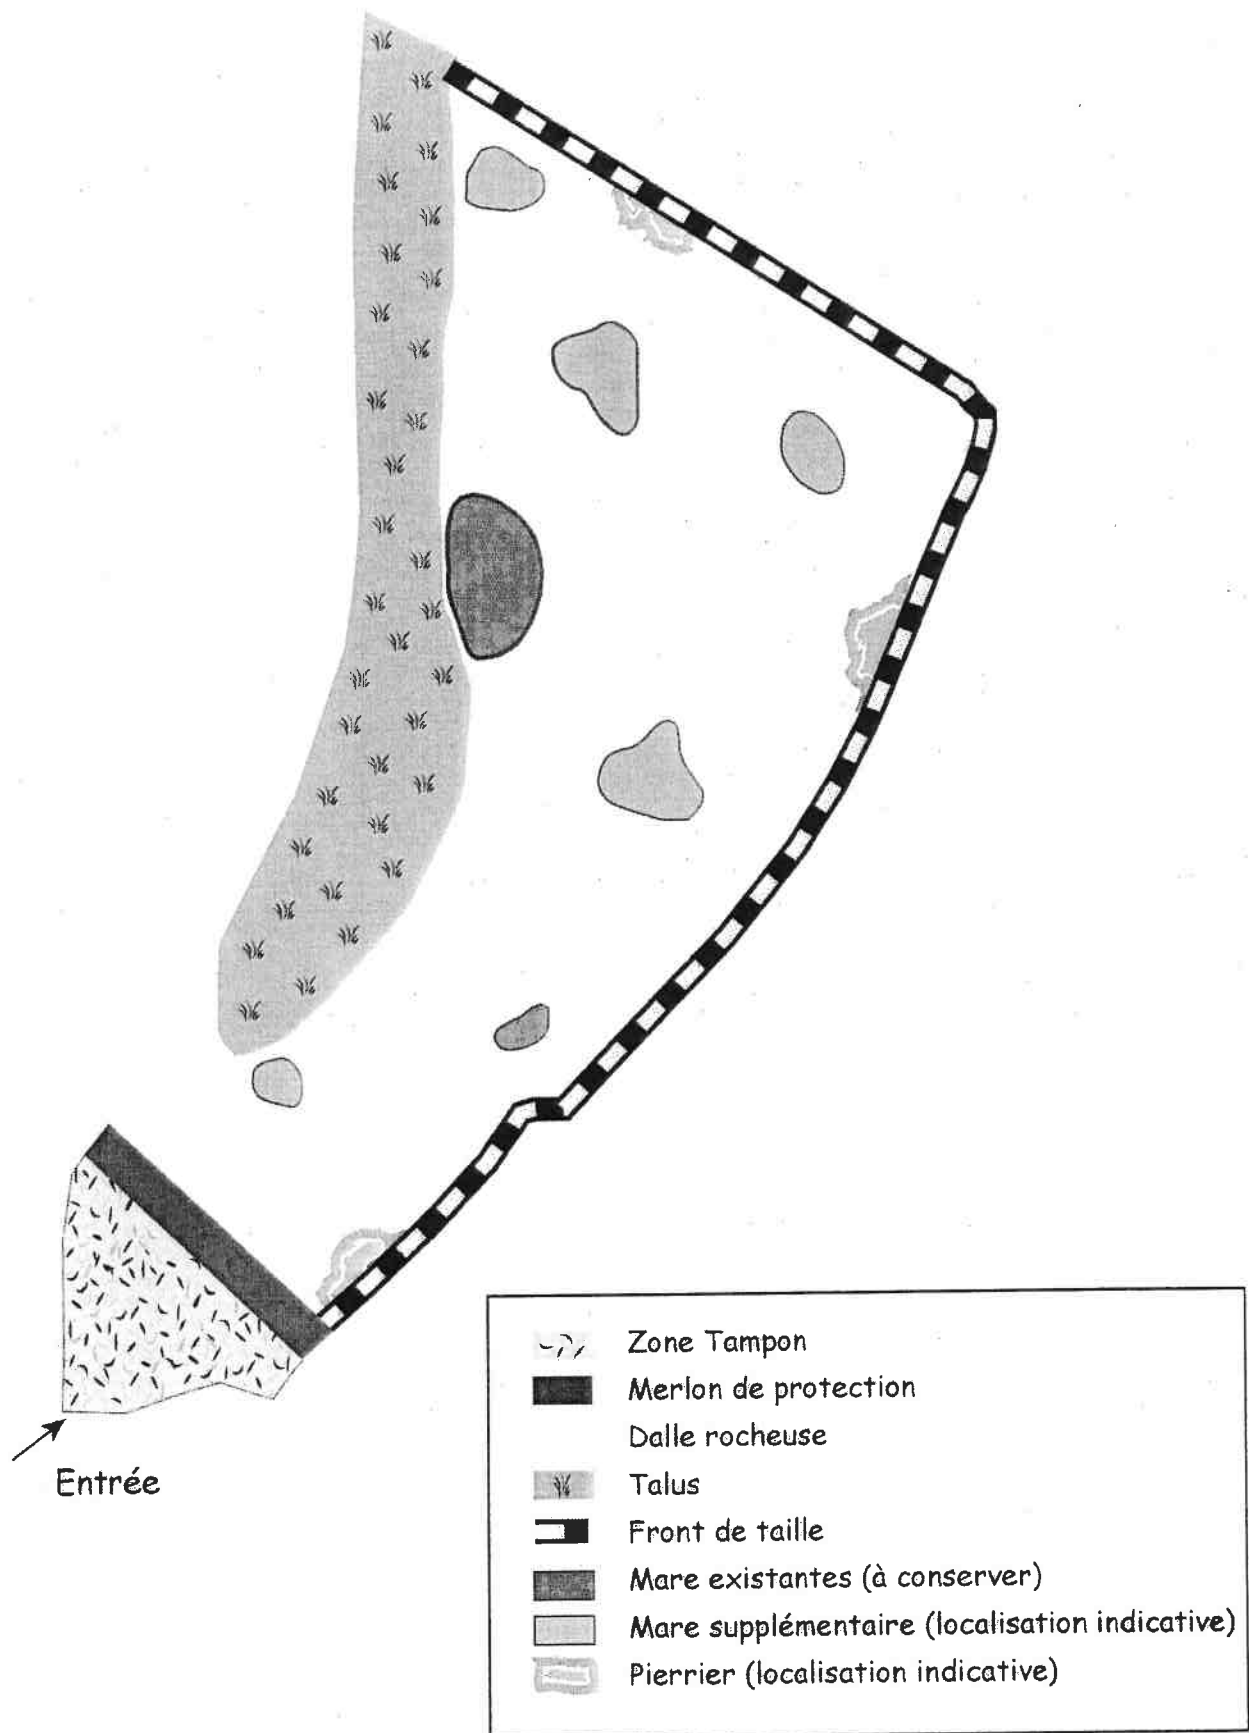 Entrée
Zone Tampon
Merlon de protection
Dalle rocheuse
Talus
Front de taille
Mare existantes (à conserver)
Mare supplémentaire (localisation indicative)
Pierrier (localisation indicative)